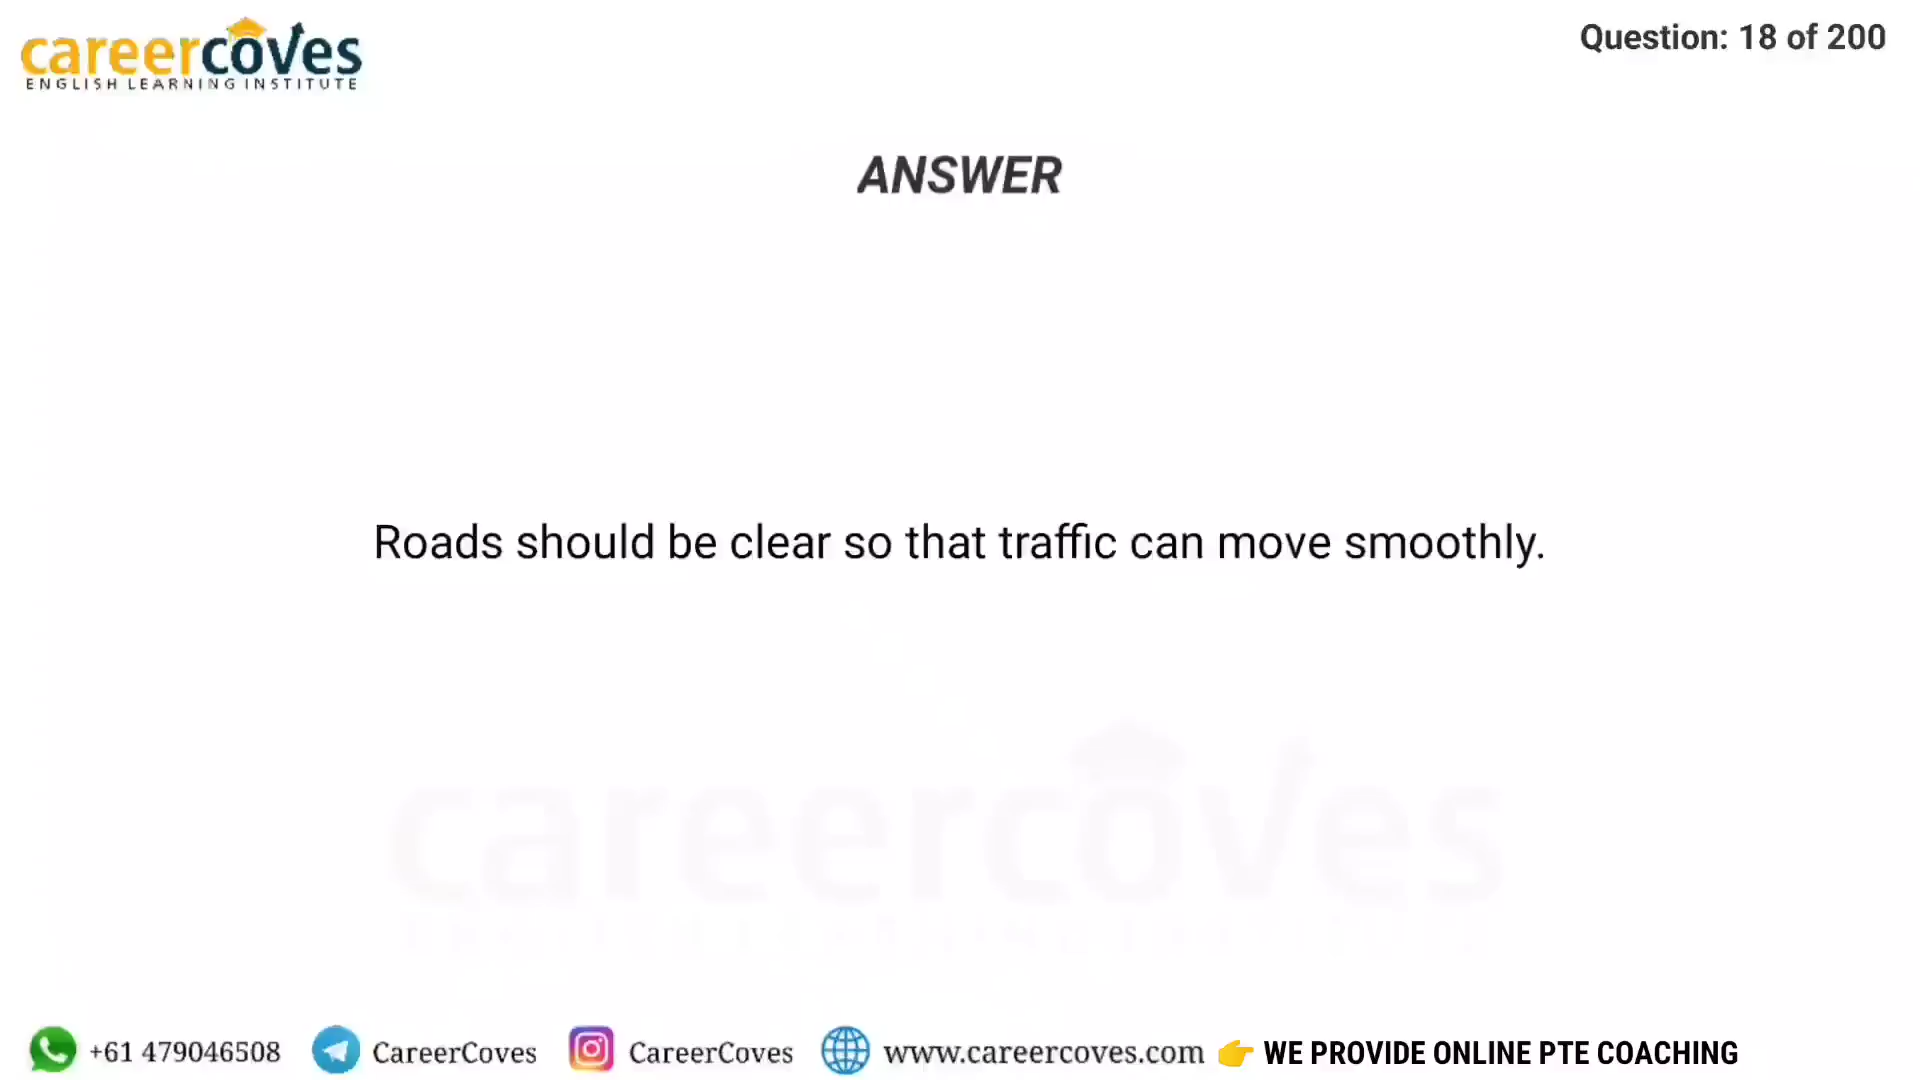 careercoves
ENGLISH LEARNING INSTITUTE
Question: 18 of 200
ANSWER
Roads should be clear so that traffic can move smoothly.
careercoves
+61 479046508 CareerCoves CareerCoves www.careercoves.com 👉 WE PROVIDE ONLINE PTE COACHING